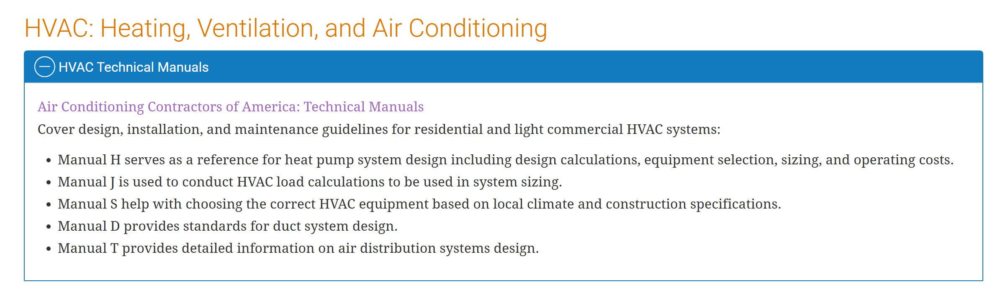 HVAC: Heating, Ventilation, and Air Conditioning
HVAC Technical Manuals
Air Conditioning Contractors of America: Technical Manuals
Cover design, installation, and maintenance guidelines for residential and light commercial HVAC systems:
• Manual H serves as a reference for heat pump system design including design calculations, equipment selection, sizing, and operating costs.
• Manual J is used to conduct HVAC load calculations to be used in system sizing.
• Manual S help with choosing the correct HVAC equipment based on local climate and construction specifications.
• Manual D provides standards for duct system design.
• Manual T provides detailed information on air distribution systems design.